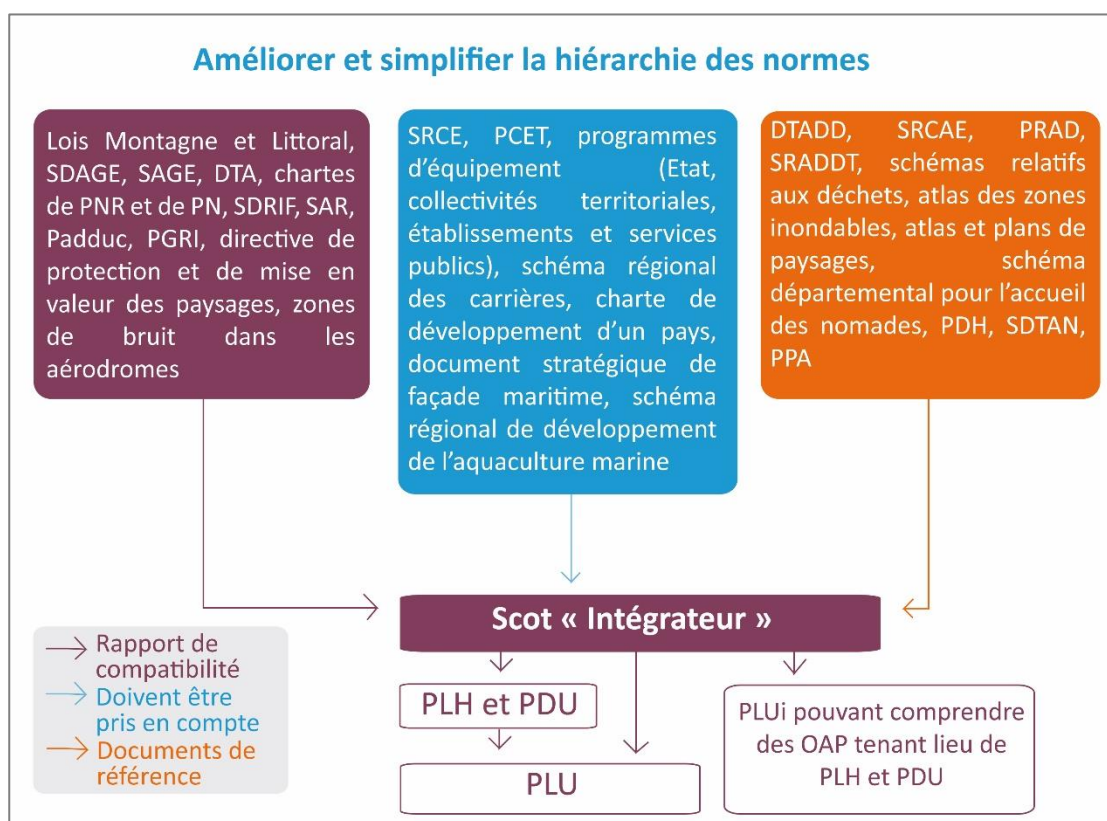 Améliorer et simplifier la hiérarchie des normes
Lois Montagne et Littoral,
SDAGE, SAGE, DTA, chartes
de PNR et de PN, SDRIF, SAR,
Padduc, PGRI, directive de
protection et de mise en
valeur des paysages, zones
de bruit dans les
aérodromes
SRCE, PCET, programmes
d’équipement (Etat,
collectivités territoriales,
établissements et services
publics), schéma régional
des carrières, charte de
développement d’un pays,
document stratégique de
façade maritime, schéma
régional de développement
de l’aquaculture marine
DTADD, SRCAE, PRAD,
SRADDT, schémas relatifs
aux déchets, atlas des zones
inondables, atlas et plans de
paysages, schéma
départemental pour l’accueil
des nomades, PDH, SDTAN,
PPA
Scot « Intégrateur »
Rapport de
compatibilité
Doivent être
pris en compte
Documents de
référence
PLH et PDU
PLU
PLUi pouvant comprendre
des OAP tenant lieu de
PLH et PDU